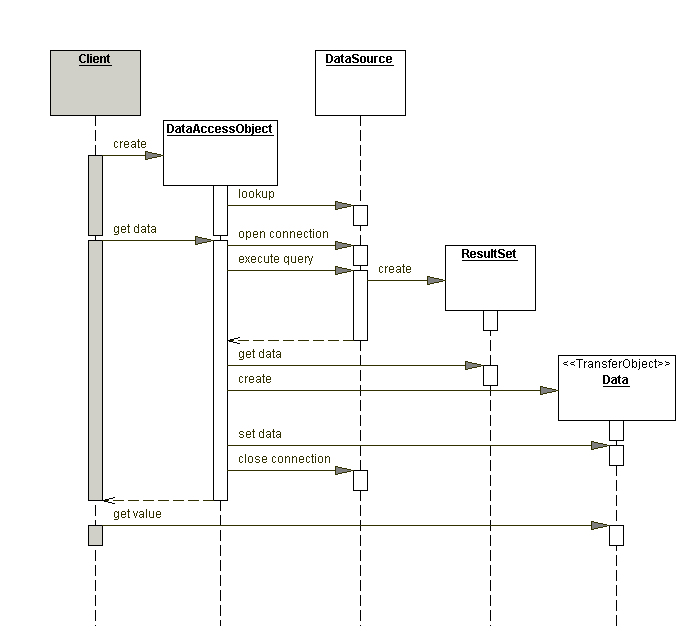 Client
DataSource
DataAccessObject
create
lookup
get data
open connection
execute query
create
ResultSet
get data
<<TransferObject>>
create
Data
set data
close connection
get value